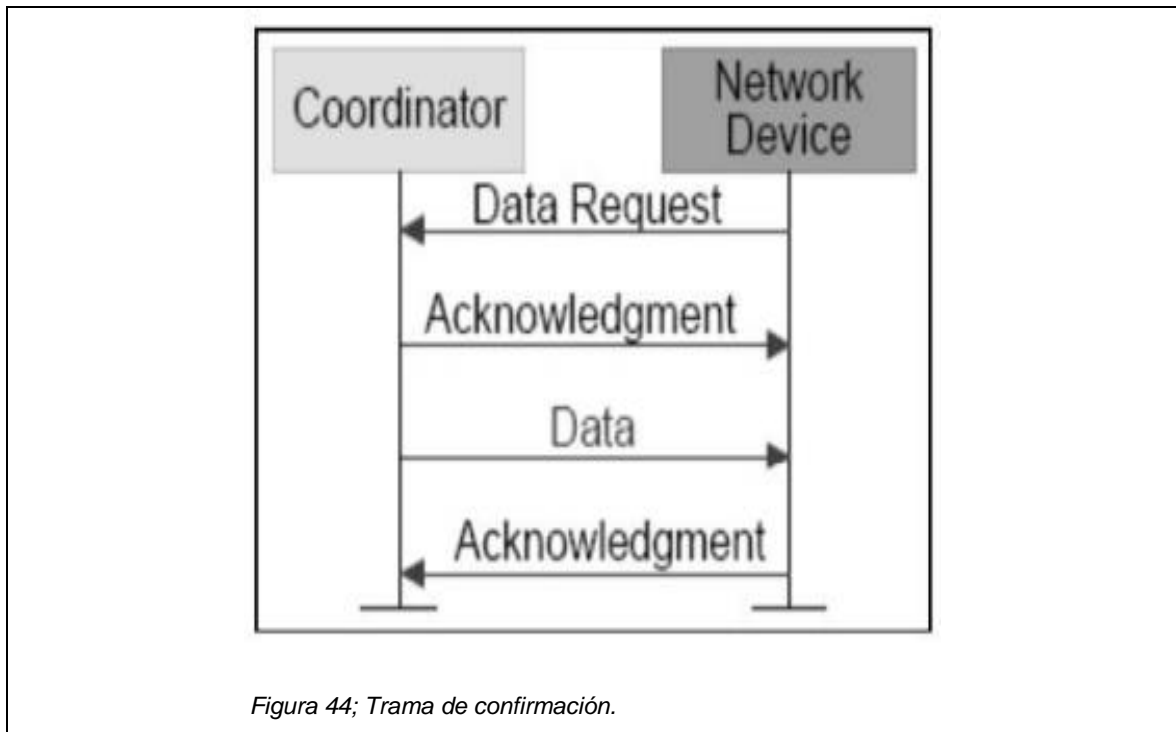 Coordinator
Network
Device
Data Request
Acknowledgment
Data
Acknowledgment
Figura 44; Trama de confirmación.